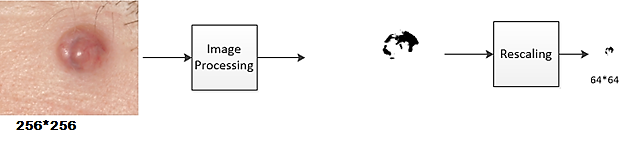 Image
Processing
Rescaling
64*64
256*256